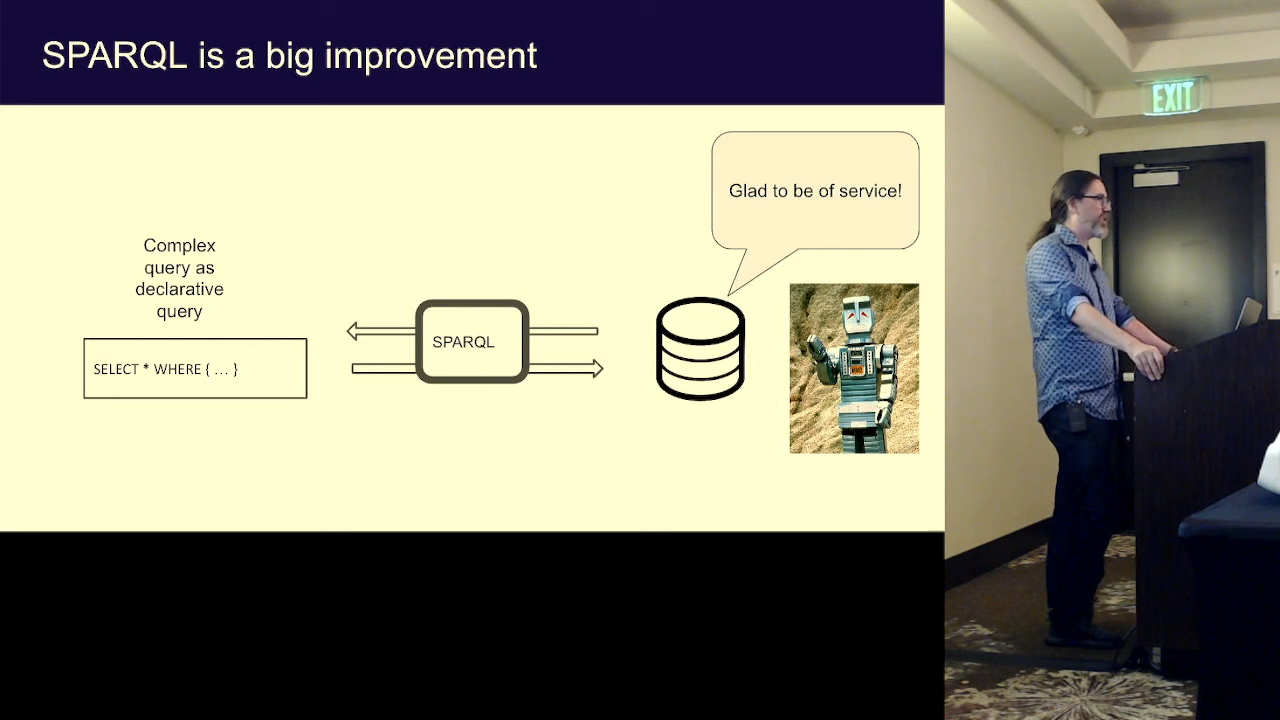 SPARQL is a big improvement
Glad to be of service!
Complex
query as
declarative
query
SELECT * WHERE { … }
SPARQL
EXIT